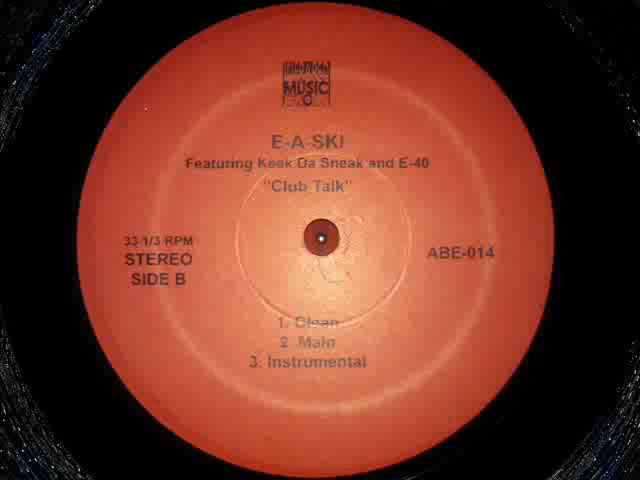 MUSIC
E-A-SKI
Featuring Keek Da Sneak and E-40
"Club Talk"
33 1/3 RPM
STEREO
SIDE B
ABE-014
1. Clean
2. Main
3. Instrumental